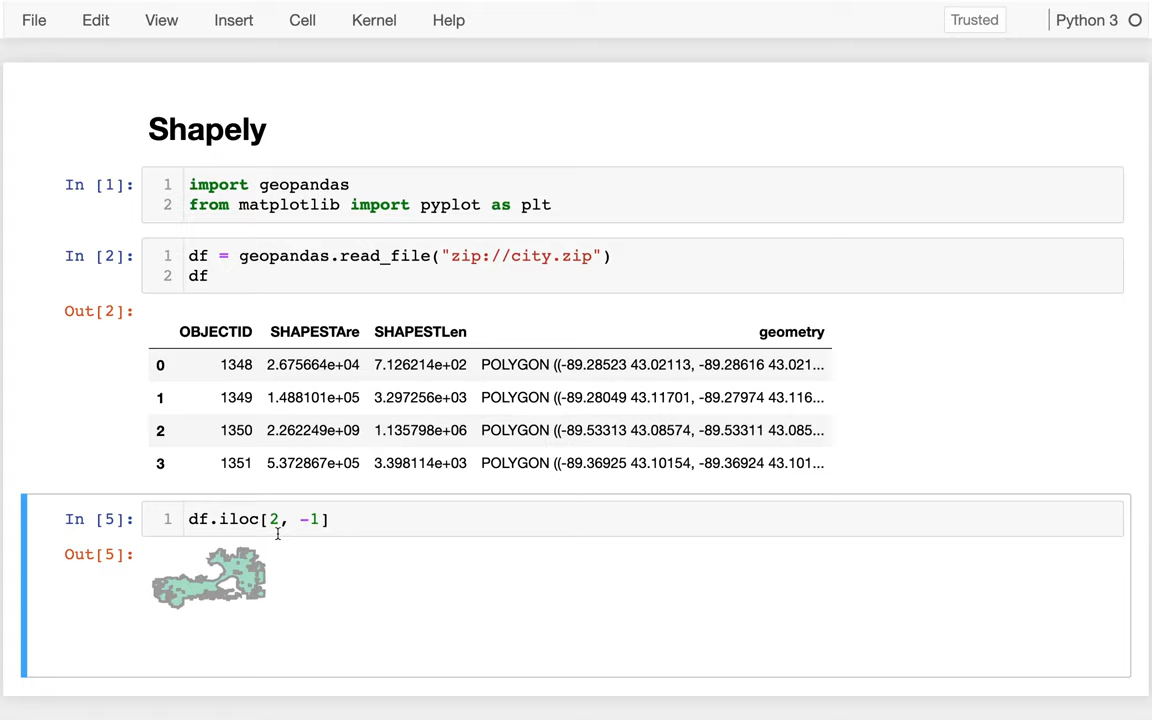 File Edit View Insert Cell Kernel Help Trusted Python 3
Shapely
In [1]: 1 import geopandas
2 from matplotlib import pyplot as plt
In [2]: 1 df = geopandas.read_file("zip://city.zip")
2 df
Out[2]:
OBJECTID SHAPESTAre SHAPESTLen geometry
0 1348 2.675664e+04 7.126214e+02 POLYGON ((-89.28523 43.02113, -89.28616 43.021...
1 1349 1.488101e+05 3.297256e+03 POLYGON ((-89.28049 43.11701, -89.27974 43.116...
2 1350 2.262249e+09 1.135798e+06 POLYGON ((-89.53313 43.08574, -89.53311 43.085...
3 1351 5.372867e+05 3.398114e+03 POLYGON ((-89.36925 43.10154, -89.36924 43.101...
In [5]: 1 df.iloc[2, -1]
Out[5]: